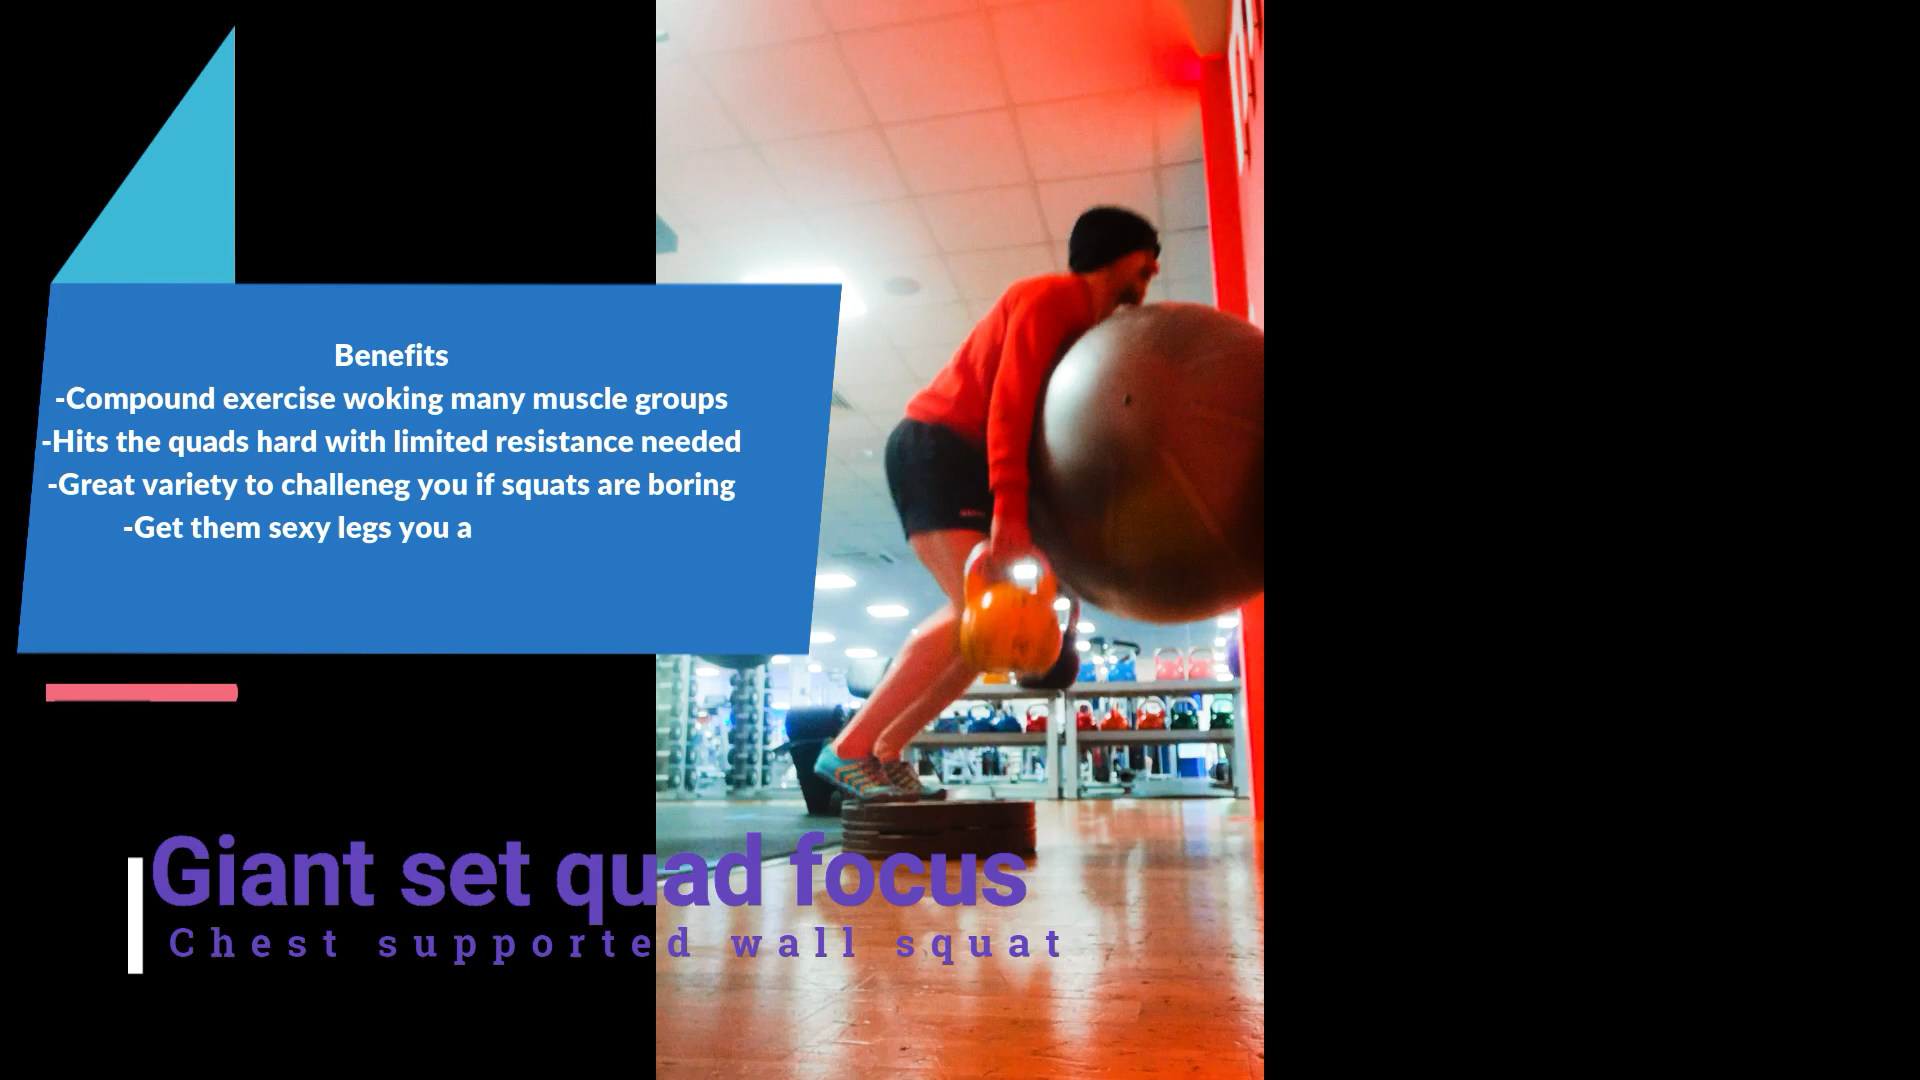 Benefits
-Compound exercise woking many muscle groups
-Hits the quads hard with limited resistance needed
-Great variety to challeneg you if squats are boring
-Get them sexy legs you a
Giant set quad focus
Chest supported wall squat